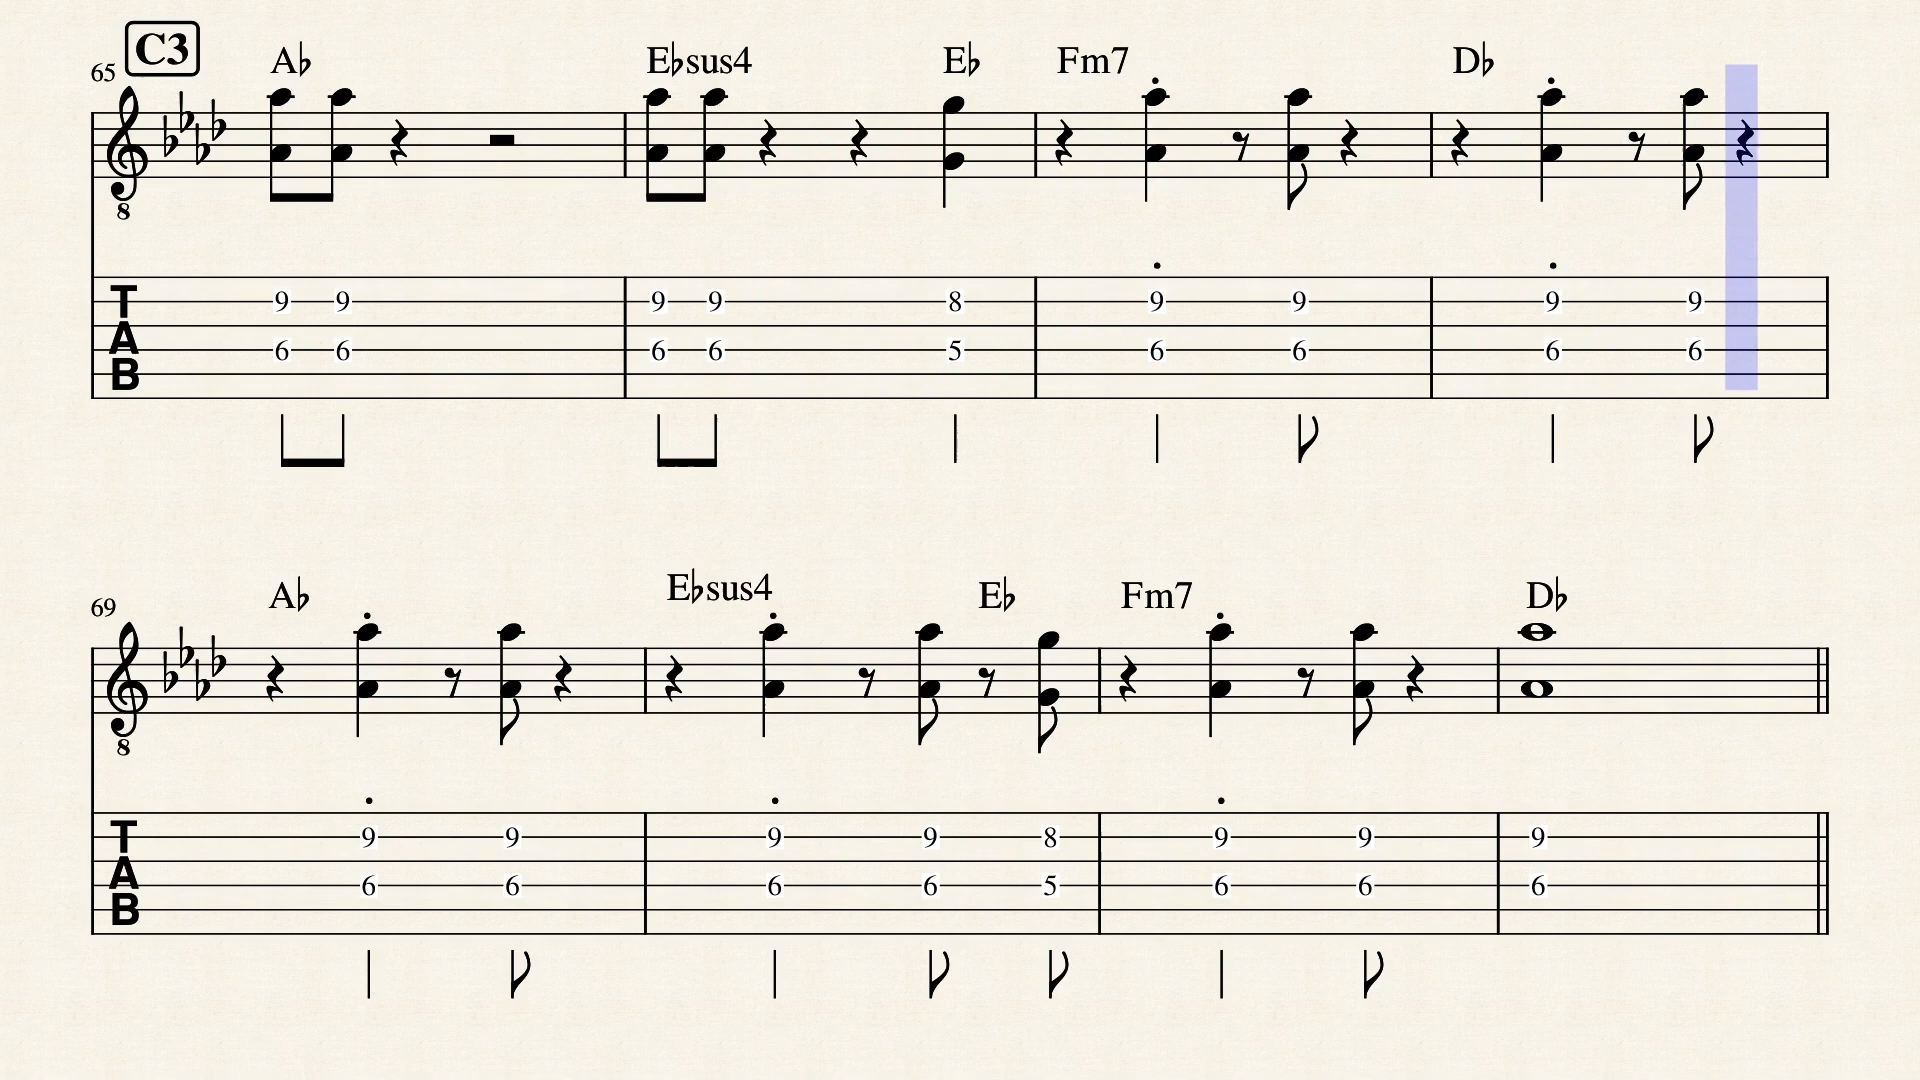 C3
65 A♭ E♭sus4 E♭ Fm7 D♭
8
T A B
9 9 9 9 8 9 9 9 9
6 6 6 6 5 6 6 6 6
69 A♭ E♭sus4 E♭ Fm7 D♭
8
T A B
9 9 9 9 8 9 9 9
6 6 6 6 5 6 6 6